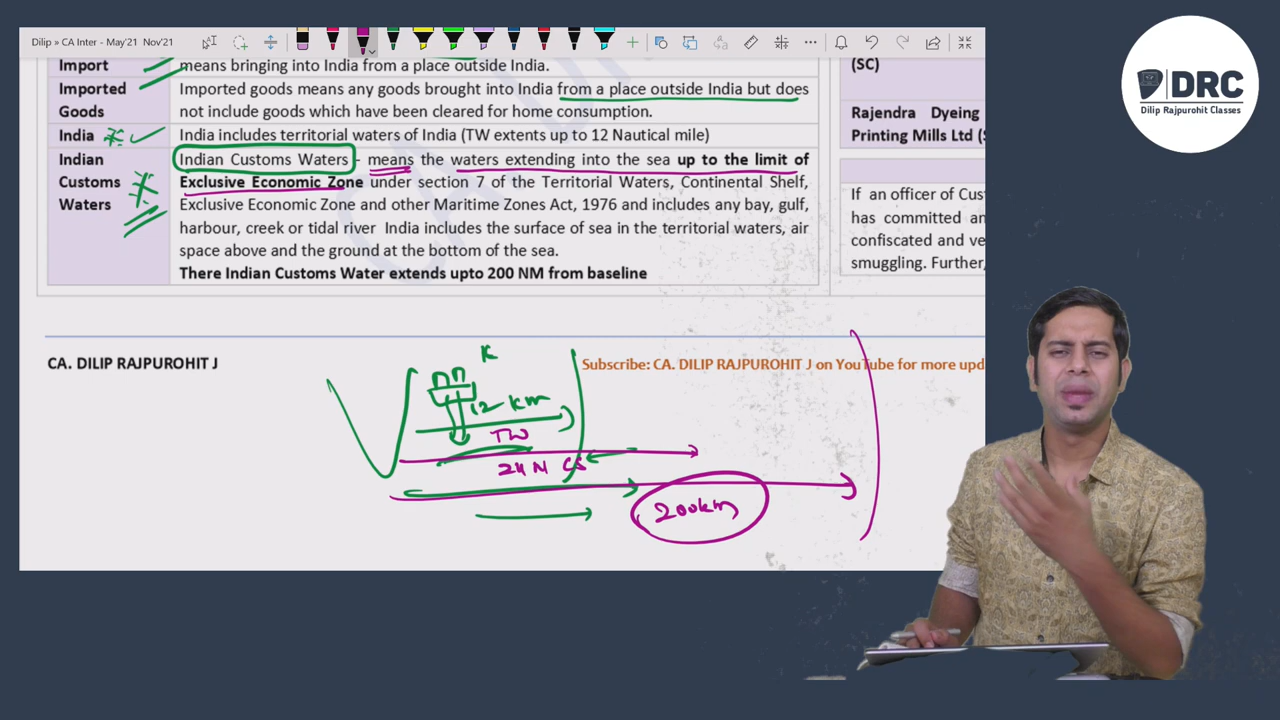 Dilip » CA Inter - May'21 Nov'21
DRC
Dilip Rajpurohit Classes
Import means bringing into India from a place outside India.
Imported Goods Imported goods means any goods brought into India from a place outside India but does
not include goods which have been cleared for home consumption.
India India includes territorial waters of India (TW extents up to 12 Nautical mile)
Indian Customs Waters Indian Customs Waters - means the waters extending into the sea up to the limit of
Exclusive Economic Zone under section 7 of the Territorial Waters, Continental Shelf,
Exclusive Economic Zone and other Maritime Zones Act, 1976 and includes any bay, gulf,
harbour, creek or tidal river India includes the surface of sea in the territorial waters, air
space above and the ground at the bottom of the sea.
There Indian Customs Water extends upto 200 NM from baseline
(SC)
Rajendra Dyeing
Printing Mills Ltd (S
If an officer of Cus
has committed an
confiscated and ve
smuggling. Further,
CA. DILIP RAJPUROHIT J
Subscribe: CA. DILIP RAJPUROHIT J on YouTube for more upd
K
12 km
TW
24 N CS
200km